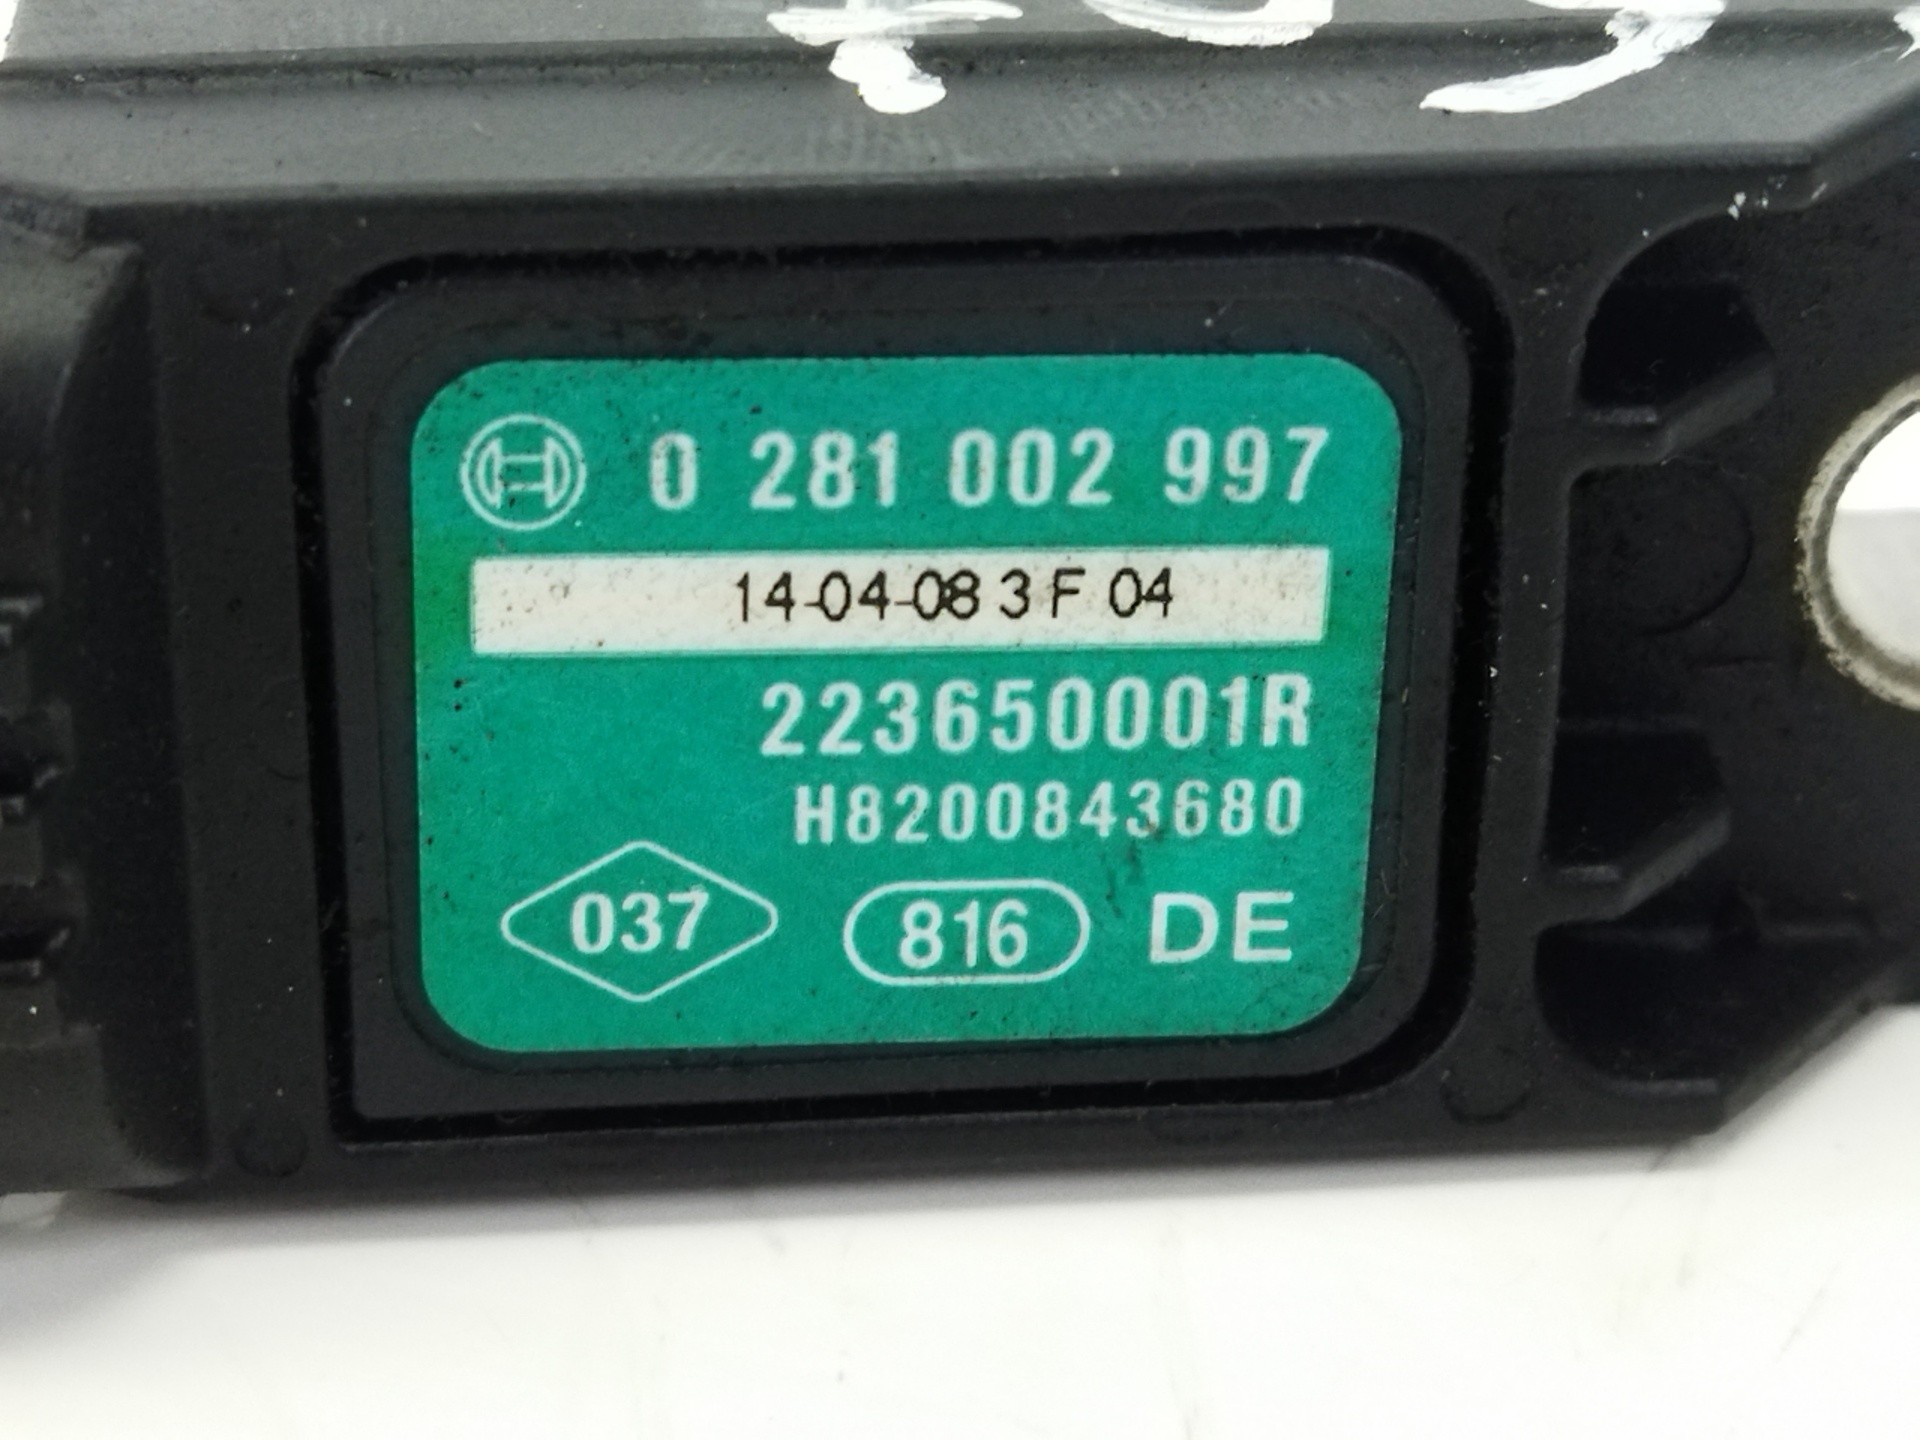 0 281 002 997
14-04-08 3 F 04
223650001R
H8200843680
037 816 DE